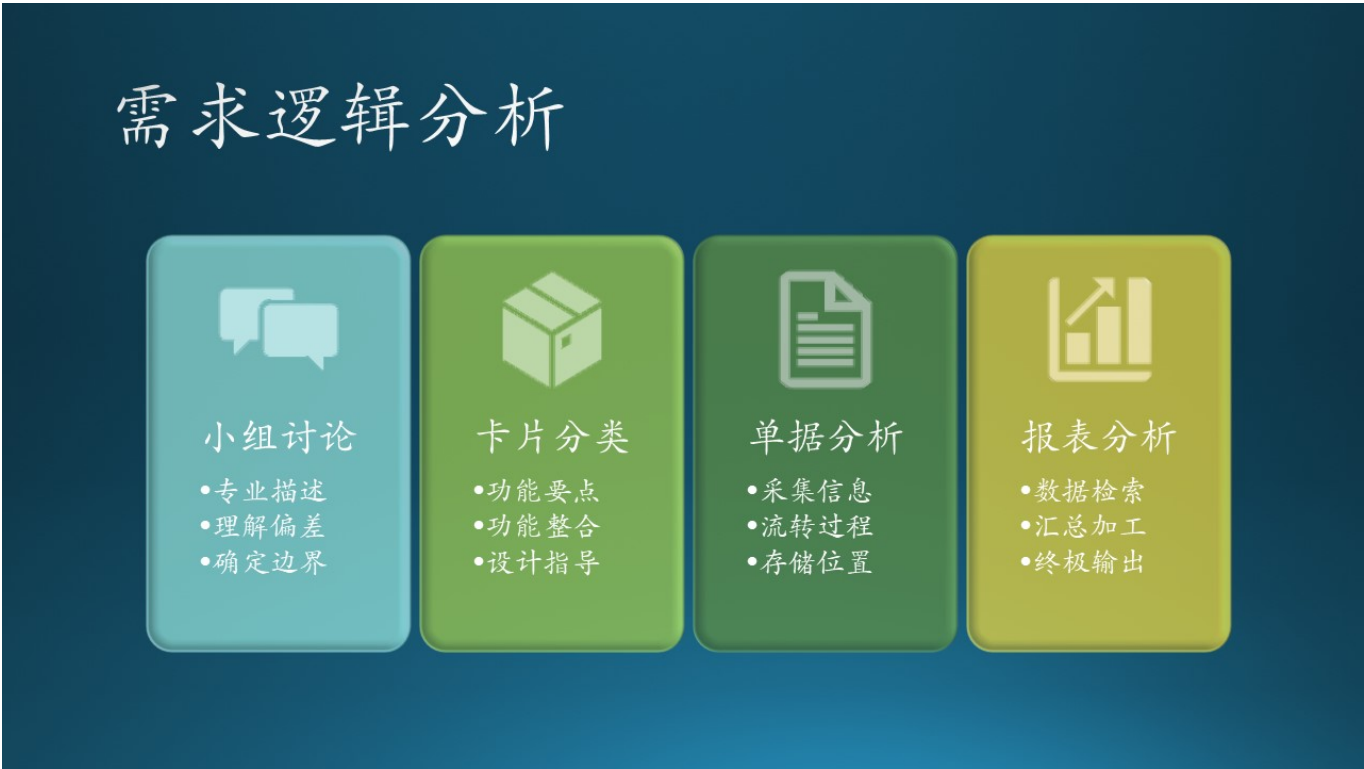 需求逻辑分析
小组讨论
•专业描述
•理解偏差
•确定边界
卡片分类
•功能要点
•功能整合
•设计指导
单据分析
•采集信息
•流转过程
•存储位置
报表分析
•数据检索
•汇总加工
•终极输出